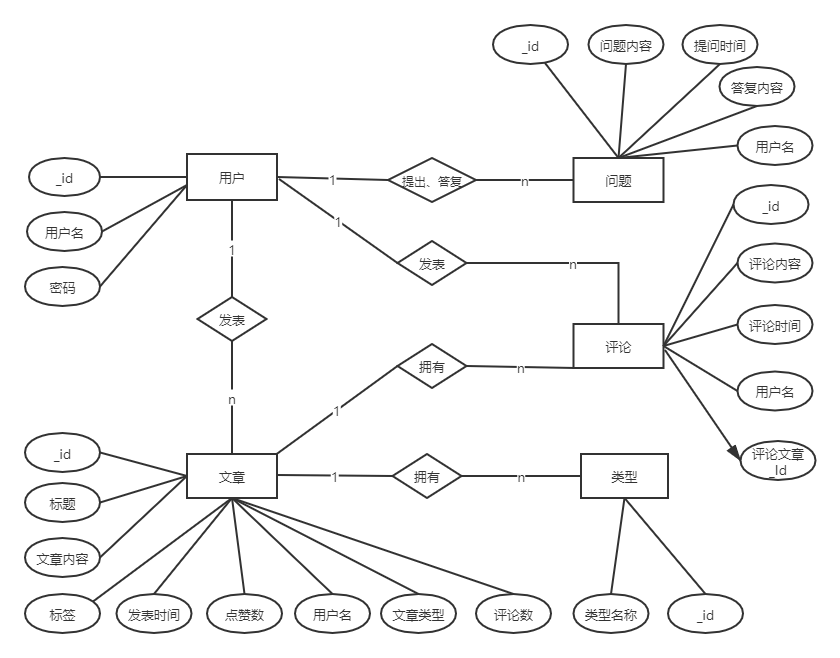 _id
问题内容
提问时间
答复内容
用户名
_id
用户
1
提出、答复
n
问题
_id
用户名
1
发表
n
评论内容
密码
1
发表
评论
评论时间
拥有
n
用户名
n
1
_id
评论文章
_Id
标题
文章
1
拥有
n
类型
文章内容
标签
发表时间
点赞数
用户名
文章类型
评论数
类型名称
_id